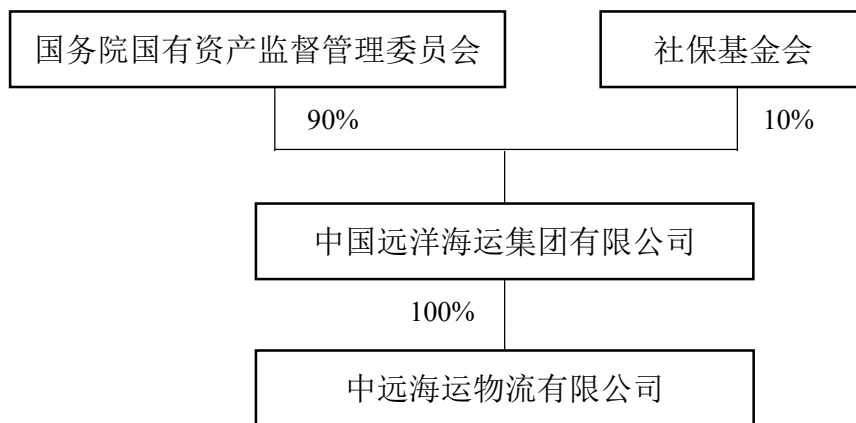 国务院国有资产监督管理委员会
社保基金会
90%
10%
中国远洋海运集团有限公司
100%
中远海运物流有限公司